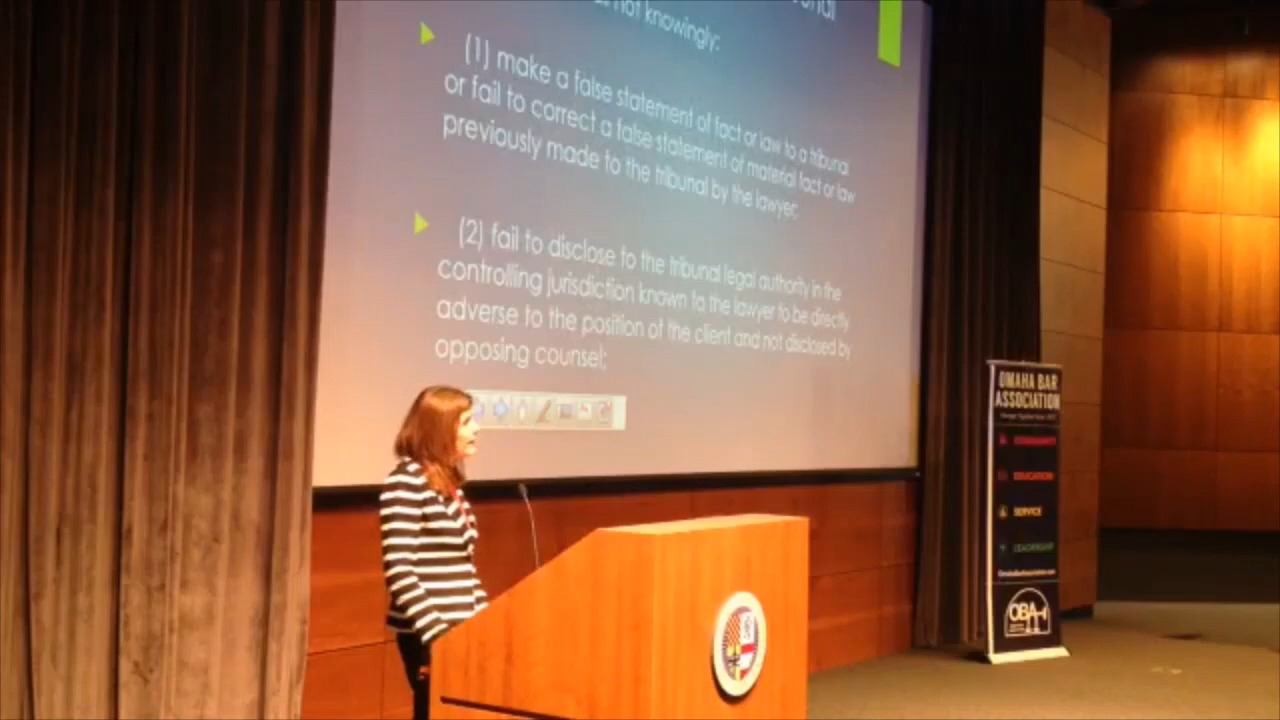 not knowingly:
(1) make a false statement of fact or law to a tribunal
or fail to correct a false statement of material fact or law
previously made to the tribunal by the lawyer;
(2) fail to disclose to the tribunal legal authority in the
controlling jurisdiction known to the lawyer to be directly
adverse to the position of the client and not disclosed by
opposing counsel;
OMAHA BAR
ASSOCIATION
COMMUNITY
EDUCATION
SERVICE
LEADERSHIP
OmahaBarAssociation.com
OBA